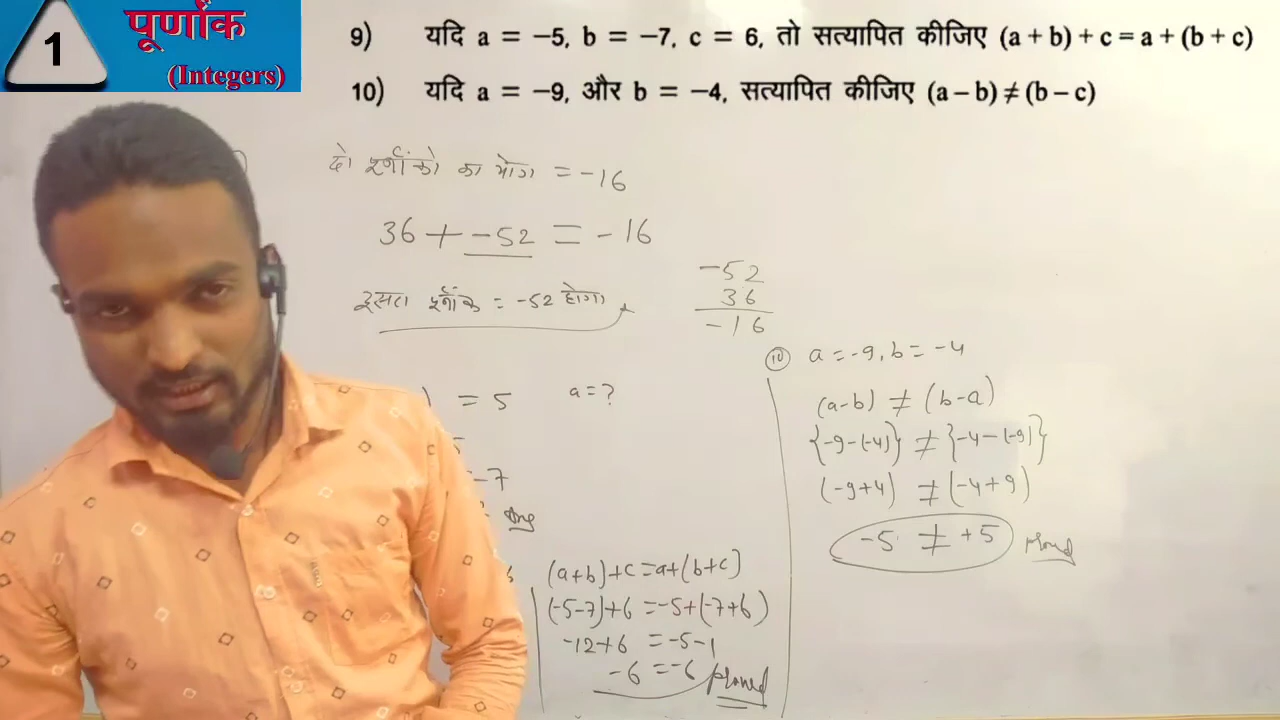 1
पूर्णांक
(Integers)
9) यदि a = −5, b = −7, c = 6, तो सत्यापित कीजिए (a + b) + c = a + (b + c)
10) यदि a = −9, और b = −4, सत्यापित कीजिए (a − b) ≠ (b − c)
दो पूर्णांको का योग = -16
36 + -52 = -16
दूसरा पूर्णांक = -52 होगा
-52
36
-16
) = 5 a = ?
-7
Ans
(a+b)+c=a+(b+c)
(-5-7)+6 =-5+(-7+6)
-12+6 =-5-1
-6 =-6 proved
10 a = -9, b = -4
(a-b) ≠ (b-a)
{-9-(-4)} ≠ {-4-(-9)}
(-9+4) ≠ (-4+9)
-5 ≠ +5 proved